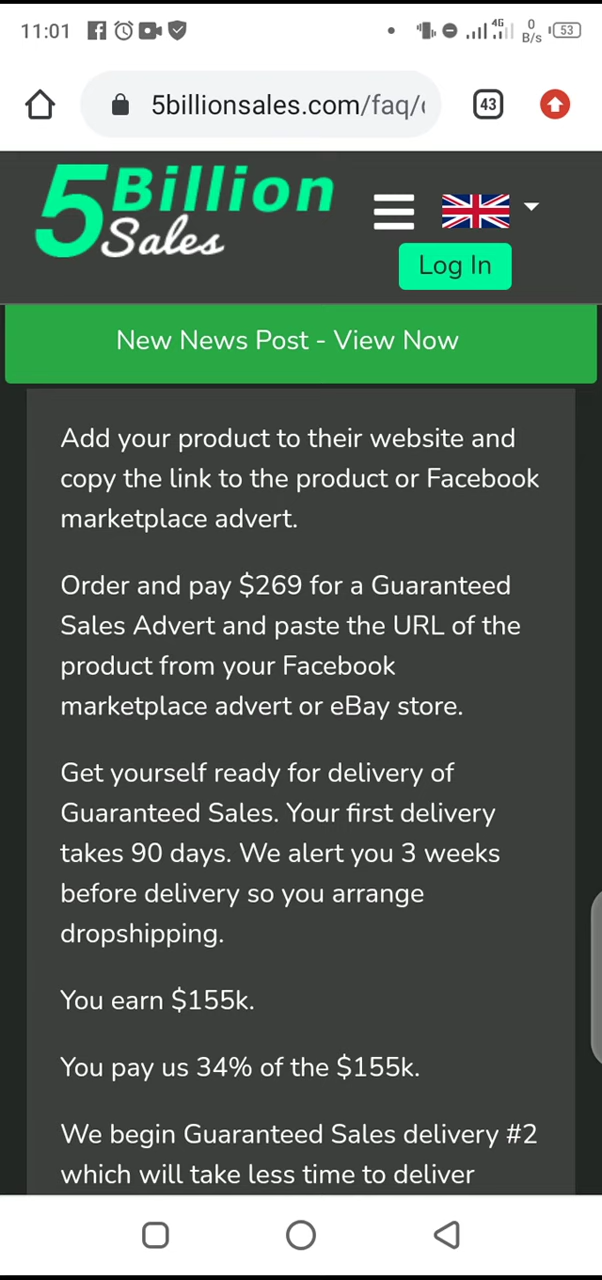 11:01 4G 0 B/s 53
5billionsales.com/faq/ 43
5 Billion
Sales
Log In
New News Post - View Now
Add your product to their website and
copy the link to the product or Facebook
marketplace advert.
Order and pay $269 for a Guaranteed
Sales Advert and paste the URL of the
product from your Facebook
marketplace advert or eBay store.
Get yourself ready for delivery of
Guaranteed Sales. Your first delivery
takes 90 days. We alert you 3 weeks
before delivery so you arrange
dropshipping.
You earn $155k.
You pay us 34% of the $155k.
We begin Guaranteed Sales delivery #2
which will take less time to deliver